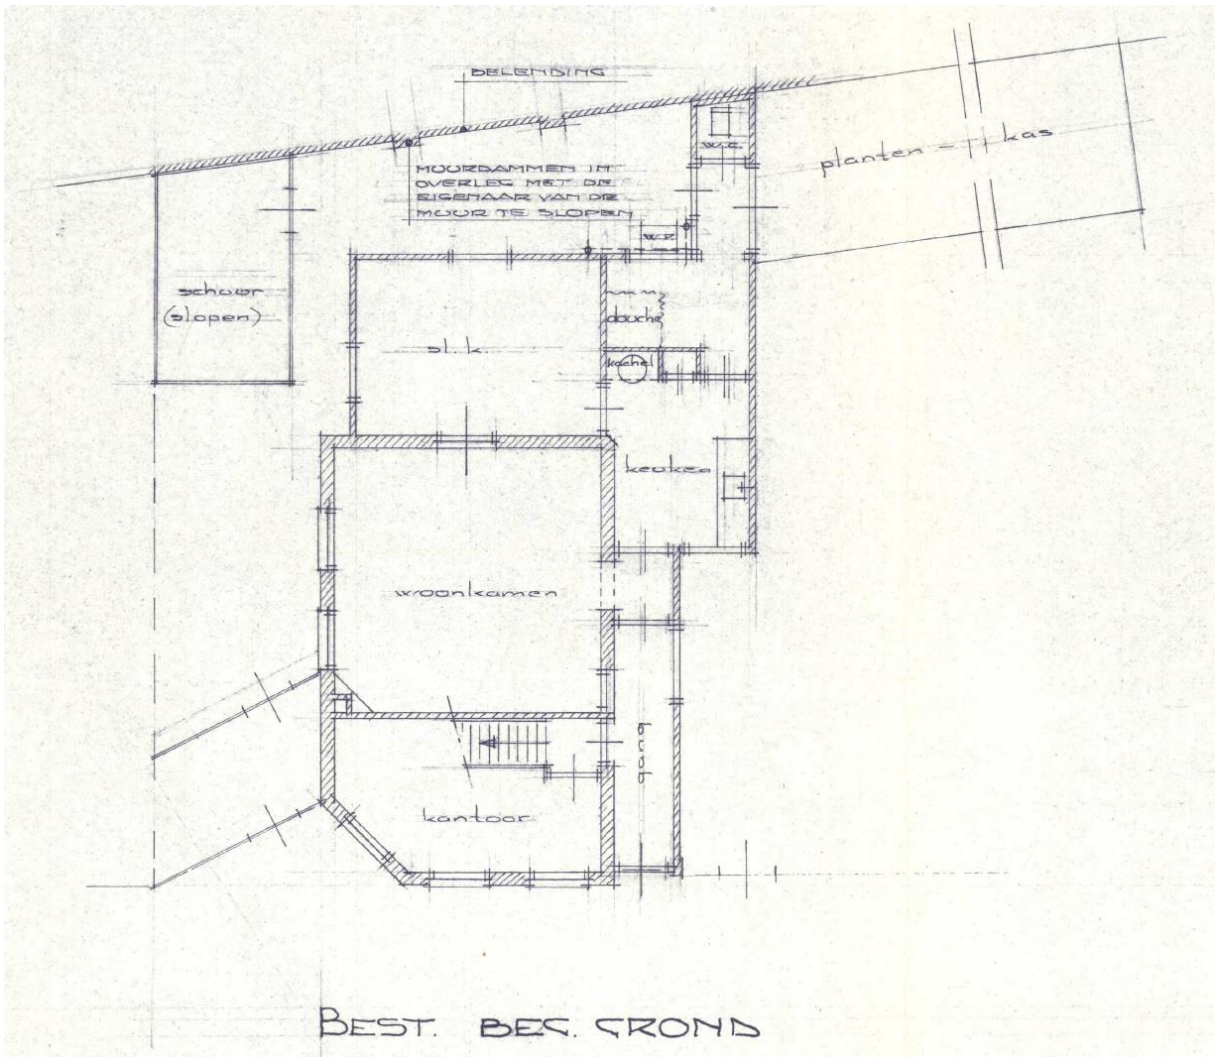 BELENDING
W.C.
planten - kas
MUURDAMMEN IN
OVERLEG MET DE
EIGENAAR VAN DE
MUUR TE SLOPEN
W.P.
schuur
(slopen)
douche
sl.k.
kachel
keuken
woonkamen
gang
kantoor
BEST. BEG. GROND